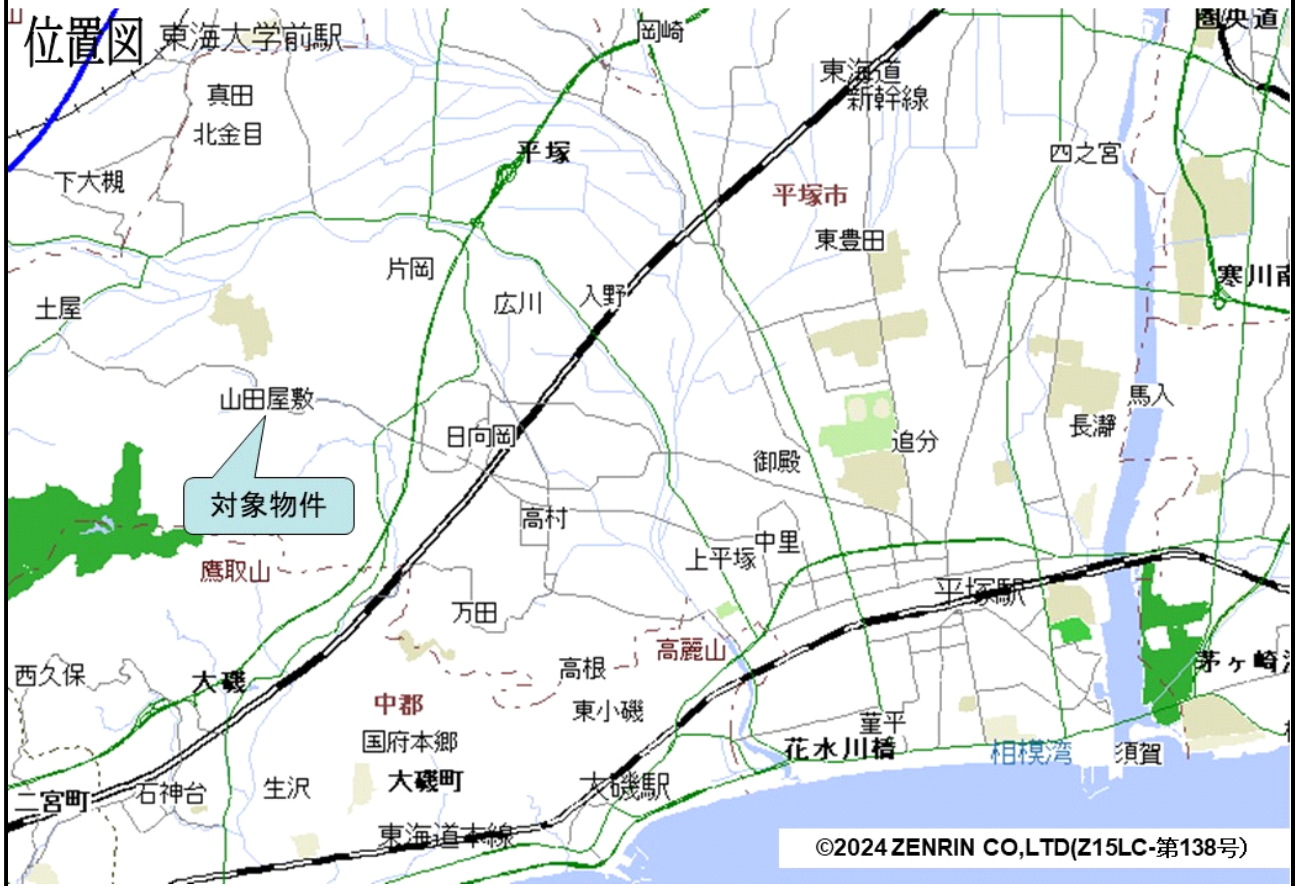 位置図
東海大学前駅
岡崎
圏央道
東海道
新幹線
真田
北金目
平塚
四之宮
下大槻
平塚市
東豊田
片岡
寒川南
土屋
広川
入野
山田屋敷
馬入
日向岡
長瀞
追分
御殿
対象物件
高村
中里
上平塚
鷹取山
平塚駅
万田
高麗山
高根
西久保
大磯
茅ヶ崎海
中郡
東小磯
菫平
国府本郷
花水川橋
相模湾
須賀
大磯町
大磯駅
生沢
石神台
二宮町
東海道本線
©2024 ZENRIN CO,LTD(Z15LC-第138号)